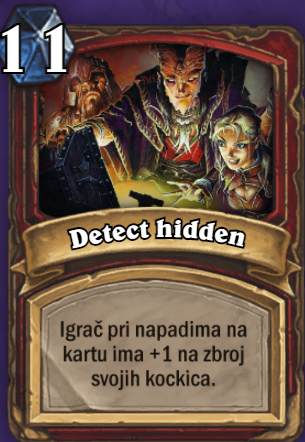 11
Detect hidden
Igrač pri napadima na
kartu ima +1 na zbroj
svojih kockica.